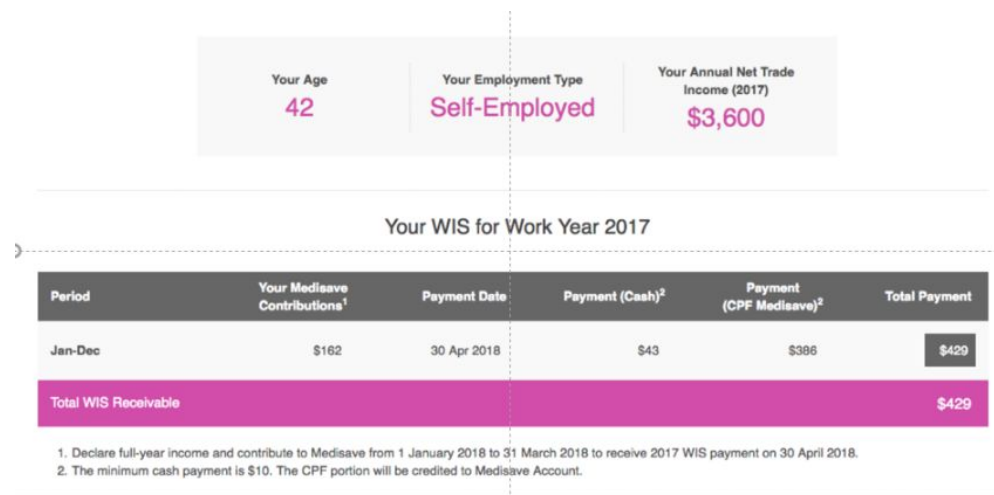 Your Age
42
Your Employment Type
Self-Employed
Your Annual Net Trade
Income (2017)
$3,600
Your WIS for Work Year 2017
Period
Your Medisave
Contributions1
Payment Date
Payment (Cash)2
Payment
(CPF Medisave)2
Total Payment
Jan-Dec $162 30 Apr 2018 $43 $386 $429
Total WIS Receivable $429
1. Declare full-year income and contribute to Medisave from 1 January 2018 to 31 March 2018 to receive 2017 WIS payment on 30 April 2018.
2. The minimum cash payment is $10. The CPF portion will be credited to Medisave Account.